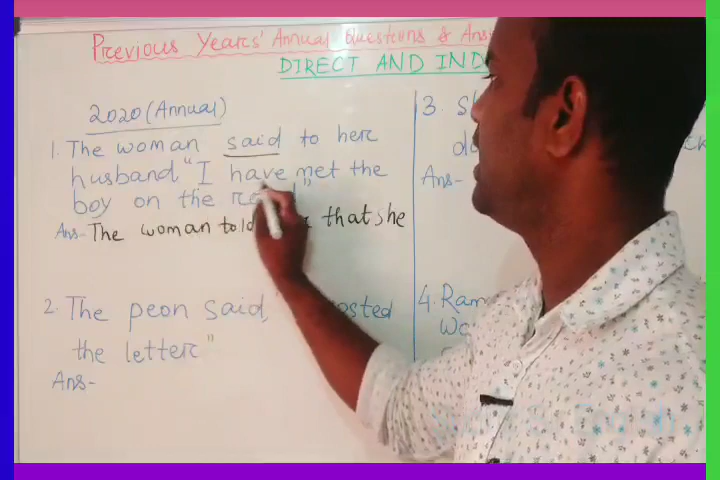 Previous Years' Annual Questions & Ans
DIRECT AND IND
2020 (Annual)
1. The woman said to her
husband "I have met the
boy on the
Ans- The woman told that she
2. The peon said, posted
the letter"
Ans-
3.
Ans-
4. Ram